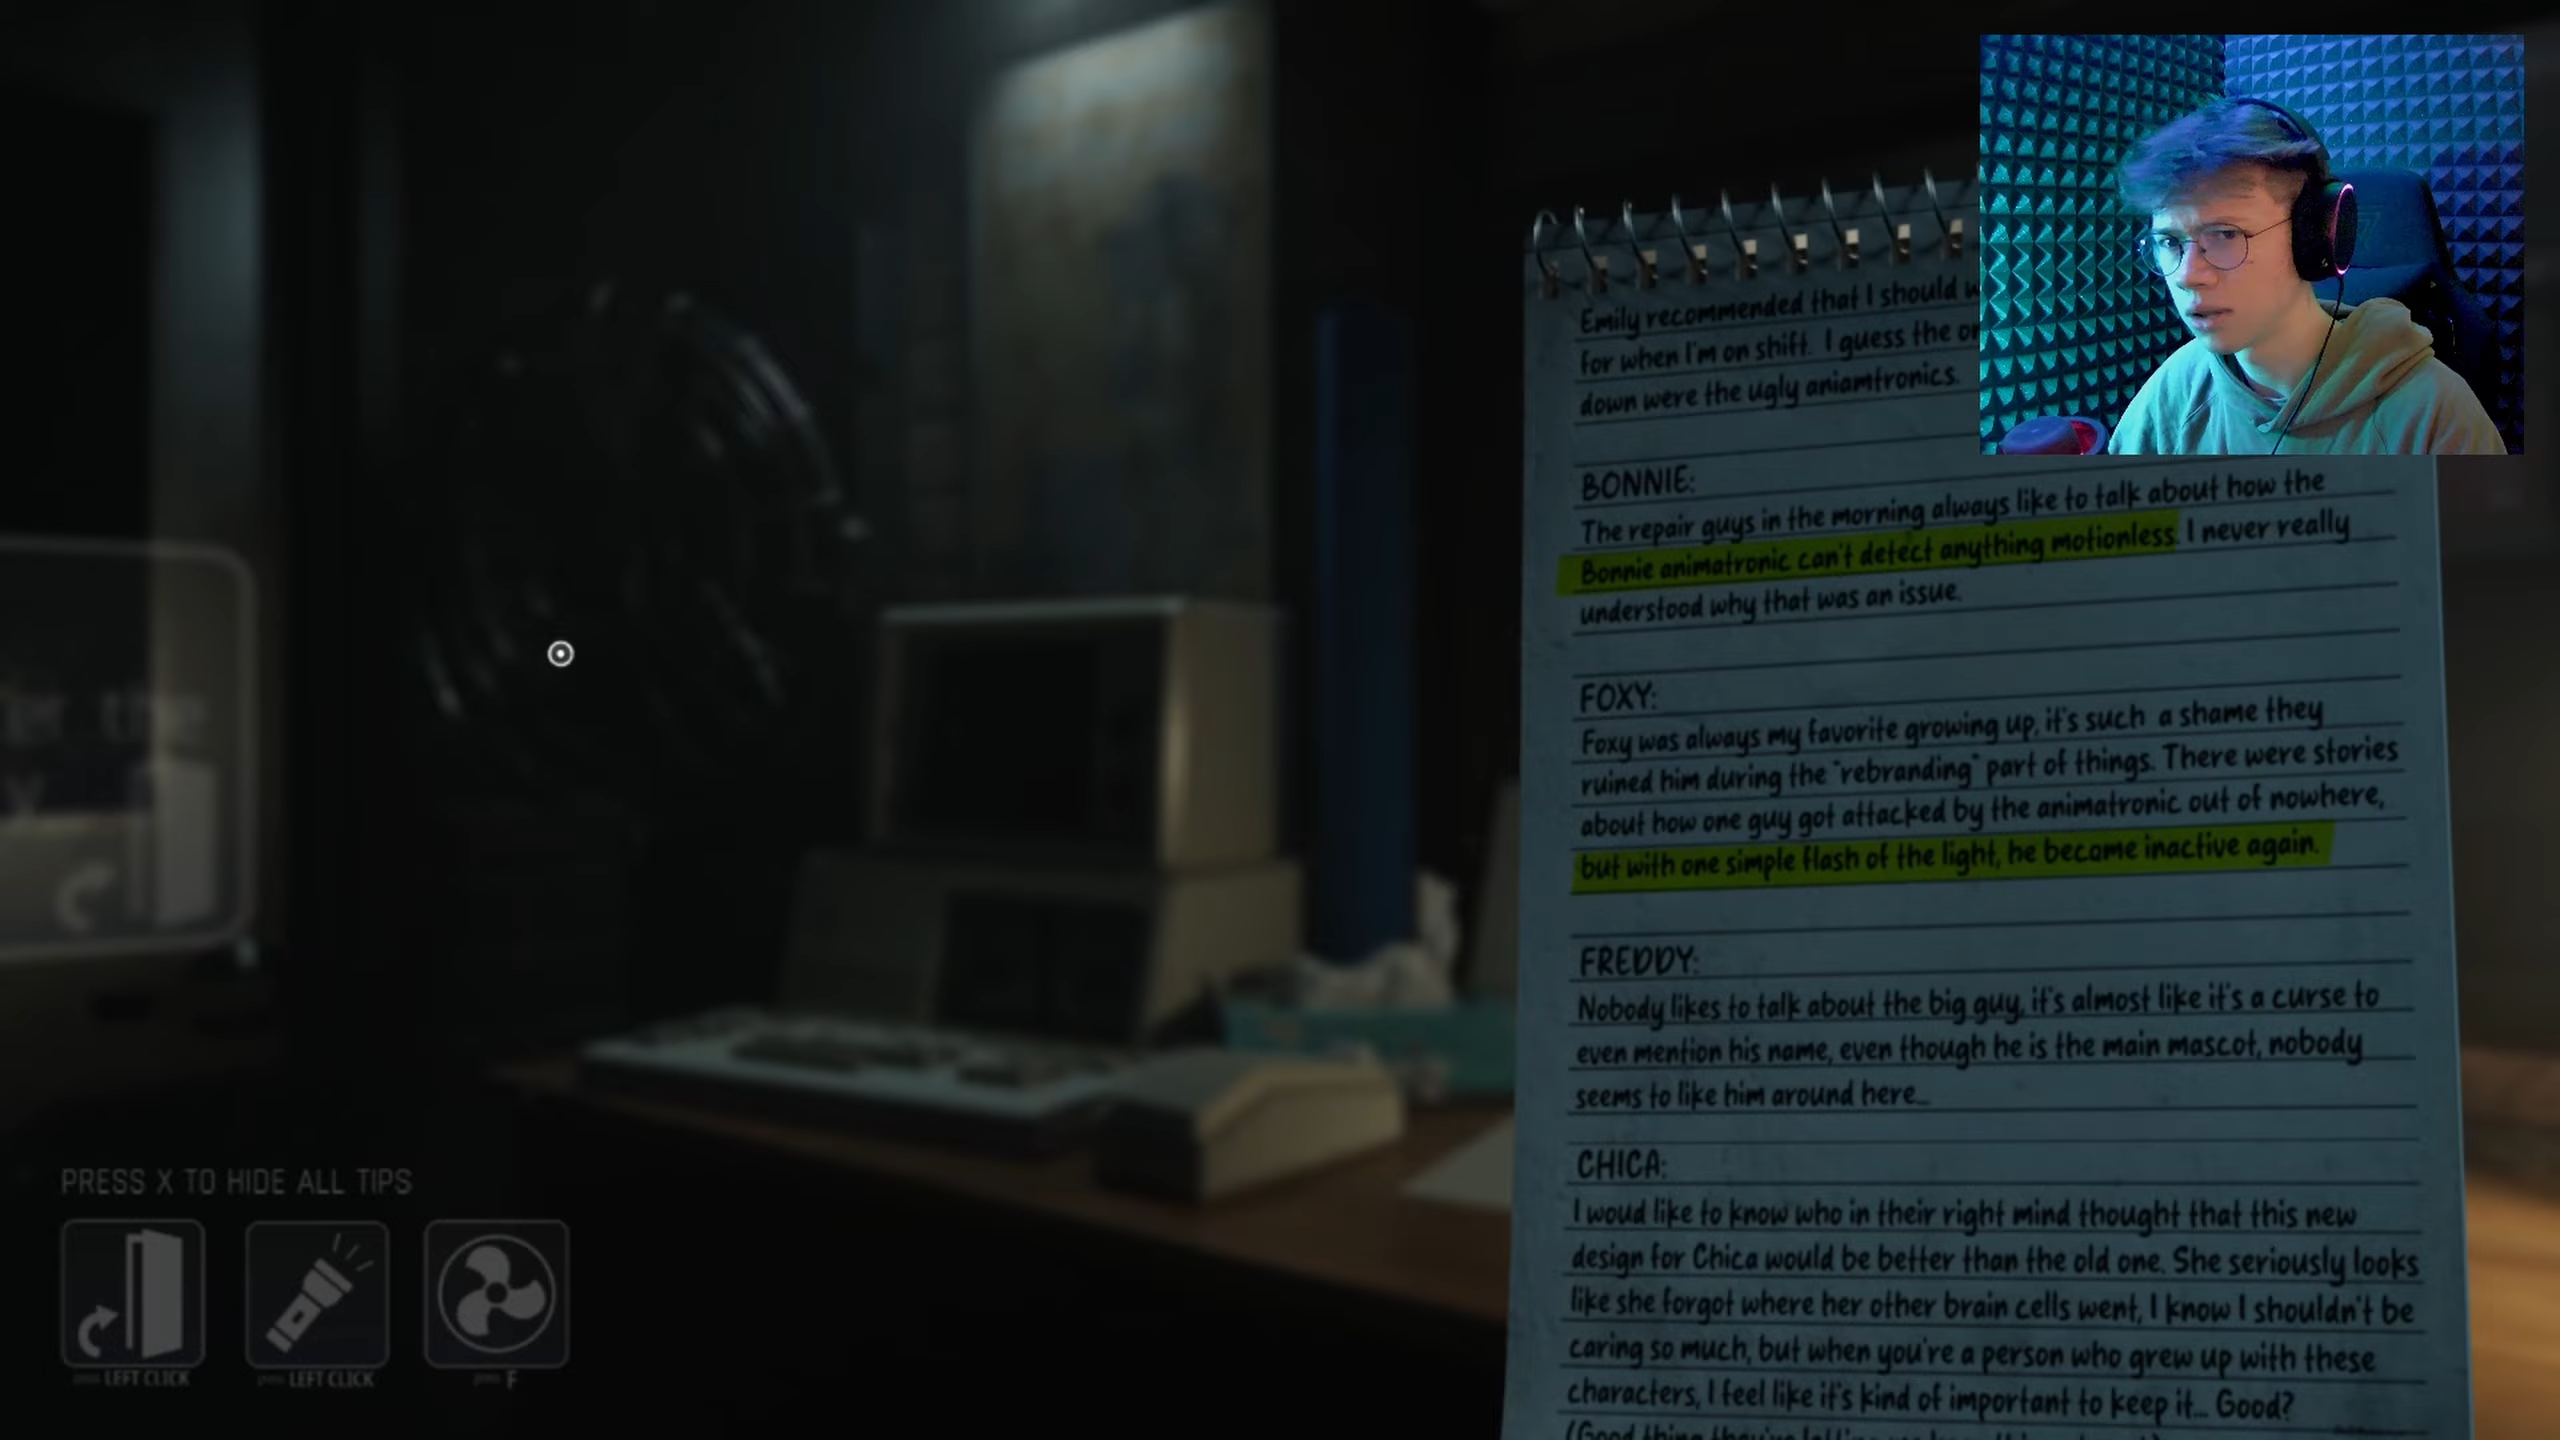 Emily recommended that I should
for when I'm on shift. I guess the
down were the ugly aniamtronics.
BONNIE:
The repair guys in the morning always like to talk about how the
Bonnie animatronic can't detect anything motionless. I never really
understood why that was an issue.
FOXY:
Foxy was always my favorite growing up, it's such a shame they
ruined him during the "rebranding" part of things. There were stories
about how one guy got attacked by the animatronic out of nowhere,
but with one simple flash of the light, he became inactive again.
FREDDY:
Nobody likes to talk about the big guy, it's almost like it's a curse to
even mention his name, even though he is the main mascot, nobody
seems to like him around here...
CHICA:
I woud like to know who in their right mind thought that this new
design for Chica would be better than the old one. She seriously looks
like she forgot where her other brain cells went, I know I shouldn't be
caring so much, but when you're a person who grew up with these
characters, I feel like it's kind of important to keep it... Good?
the
PRESS X TO HIDE ALL TIPS
press LEFT CLICK
press LEFT CLICK
press F